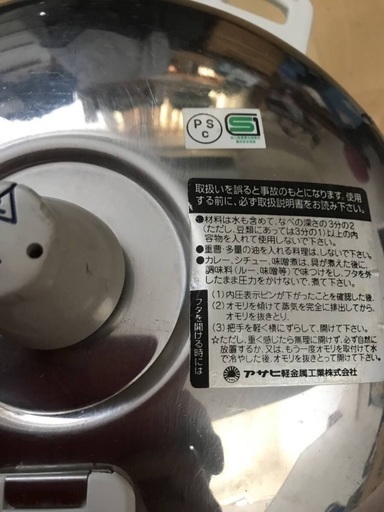 PS
C
S
取扱いを誤ると事故のもとになります。使用
する前に、必ず取扱説明書をお読み下さい。
●材料は水も含めて、なべの深さの3分の2
(ただし、豆類にあっては3分の1)以上の内
容物を入れて使用しないで下さい。
●重曹・多量の油を入れる料理は、しないで下さい。
●カレー、シチュー、味噌煮は、具が煮えた後に
調味料(ルー、味噌等)で味つけをし、フタを外
したまま圧力をかけないで、煮て下さい。
フタを開ける時には
(1)内圧表示ピンが下がったことを確認した後、
(2)オモリを傾けて蒸気を完全に排出してから、
オモリを抜きとり、
(3)把手を軽く横にずらして、開けて下さい。
☆ただし、重く感じたら無理に開けず、必ず自然に
放置するか、又は、もう一度オモリを取付けて水
で冷やした後、オモリを抜きとって開けて下さい。
アサヒ軽金属工業株式会社